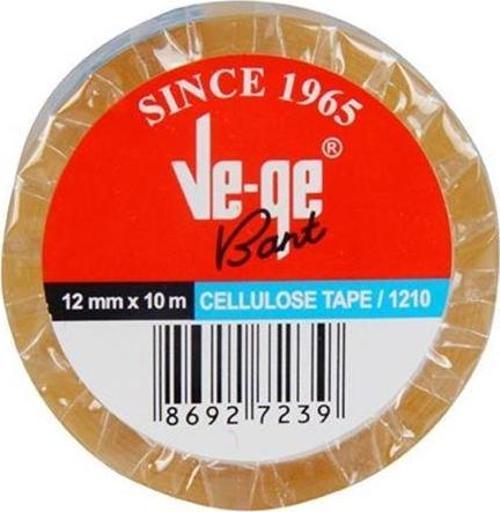 SINCE 1965
Ve-ge®
Bant
12 mm x 10 m CELLULOSE TAPE / 1210
8692 7239